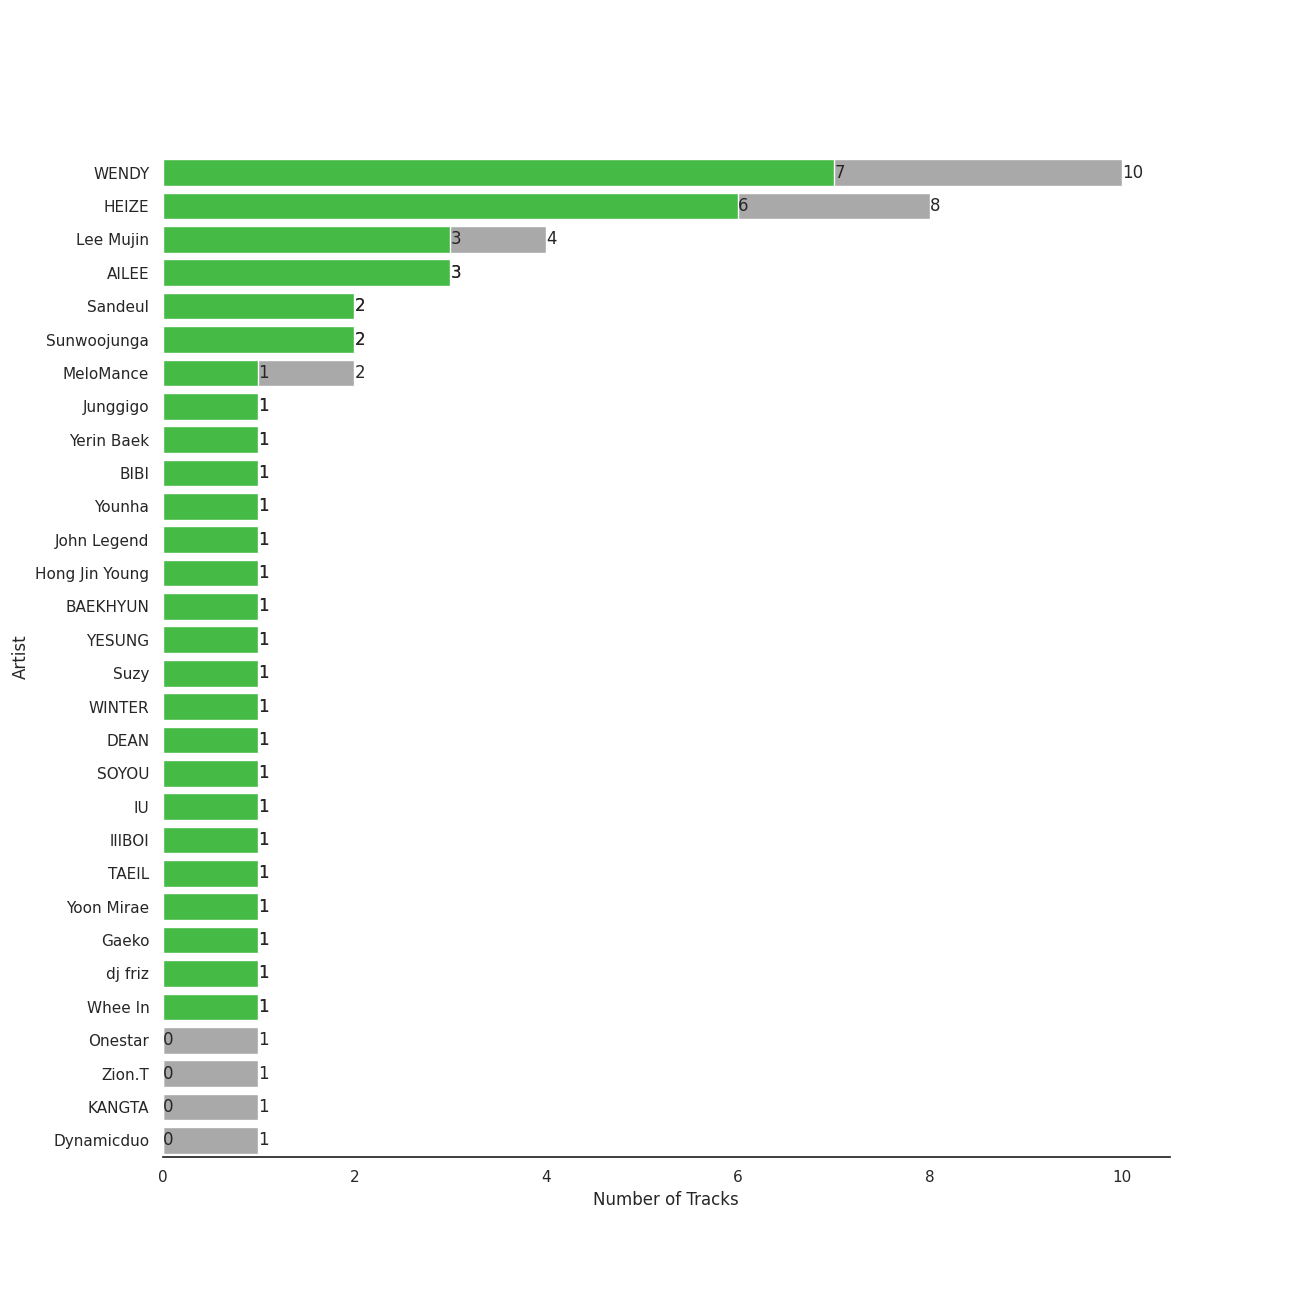 WENDY 7 10
HEIZE 6 8
Lee Mujin 3 4
AILEE 3
Sandeul 2
Sunwoojunga 2
MeloMance 1 2
Junggigo 1
Yerin Baek 1
BIBI 1
Younha 1
John Legend 1
Hong Jin Young 1
BAEKHYUN 1
YESUNG 1
Suzy 1
WINTER 1
DEAN 1
SOYOU 1
IU 1
IIIBOI 1
TAEIL 1
Yoon Mirae 1
Gaeko 1
dj friz 1
Whee In 1
Onestar 0 1
Zion.T 0 1
KANGTA 0 1
Dynamicduo 0 1
Artist
0 2 4 6 8 10
Number of Tracks